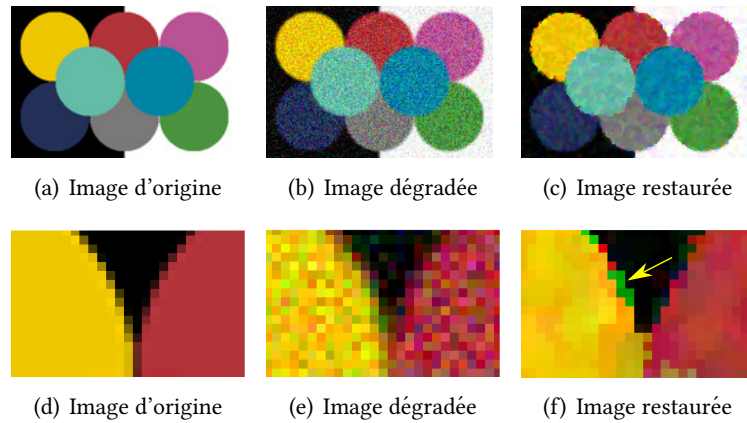 (a) Image d'origine
(b) Image dégradée
(c) Image restaurée
(d) Image d'origine
(e) Image dégradée
(f) Image restaurée